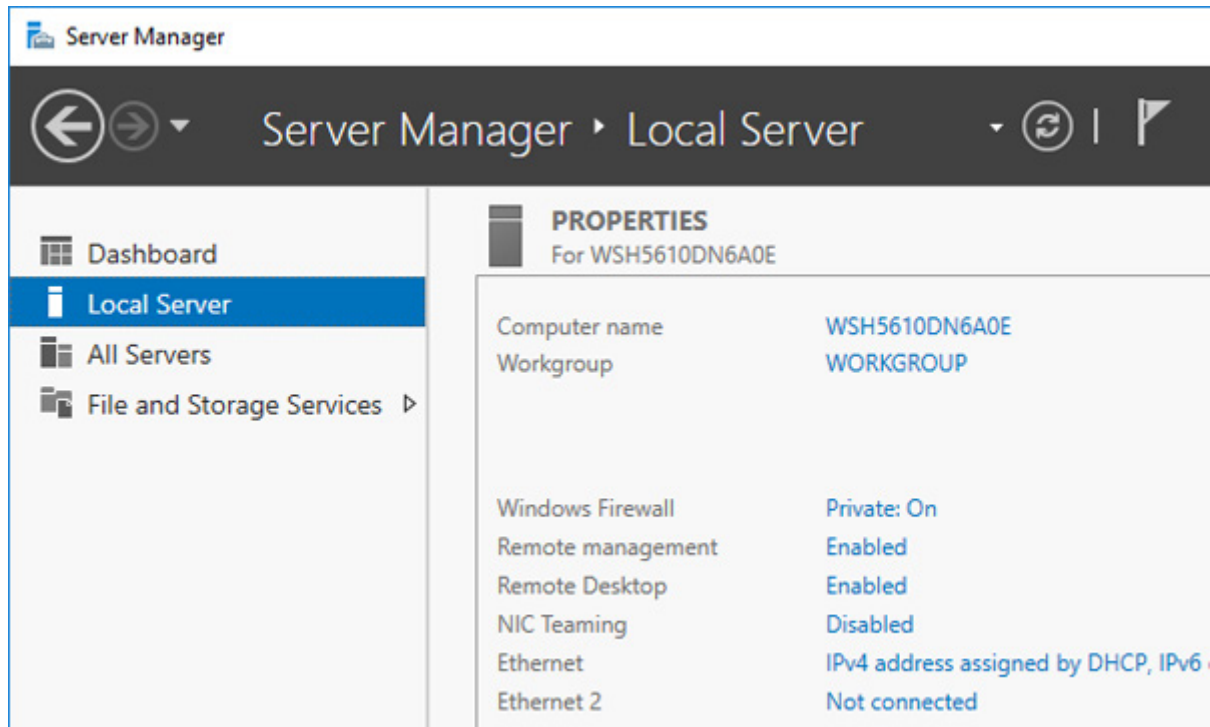 Server Manager
Server Manager ‣ Local Server
Dashboard
Local Server
All Servers
File and Storage Services
PROPERTIES
For WSH5610DN6A0E
Computer name WSH5610DN6A0E
Workgroup WORKGROUP
Windows Firewall Private: On
Remote management Enabled
Remote Desktop Enabled
NIC Teaming Disabled
Ethernet IPv4 address assigned by DHCP, IPv6
Ethernet 2 Not connected